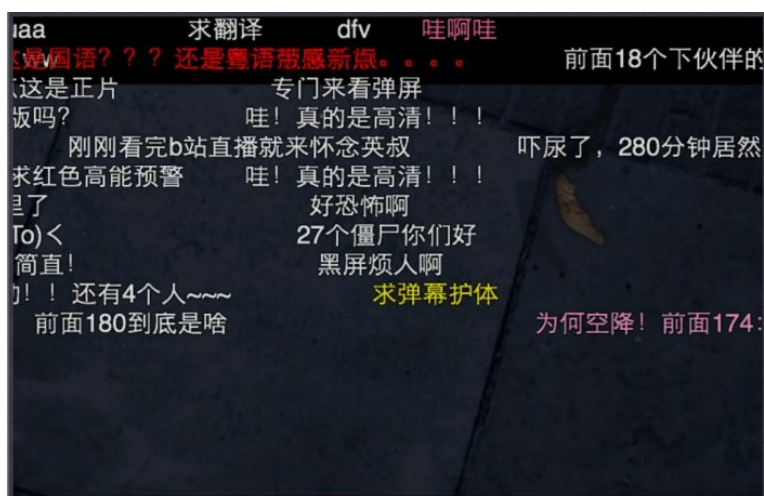 uaa 求翻译 dfv 哇啊哇
这是国语？？？还是粤语带感新点。。。。 前面18个下伙伴的
这是正片 专门来看弹屏
版吗? 哇！真的是高清！！！
刚刚看完b站直播就来怀念英叔 吓尿了，280分钟居然
求红色高能预警 哇！真的是高清！！！
里了 好恐怖啊
To)< 27个僵尸你们好
简直! 黑屏烦人啊
！！还有4个人~~~ 求弹幕护体
前面180到底是啥 为何空降！前面174: